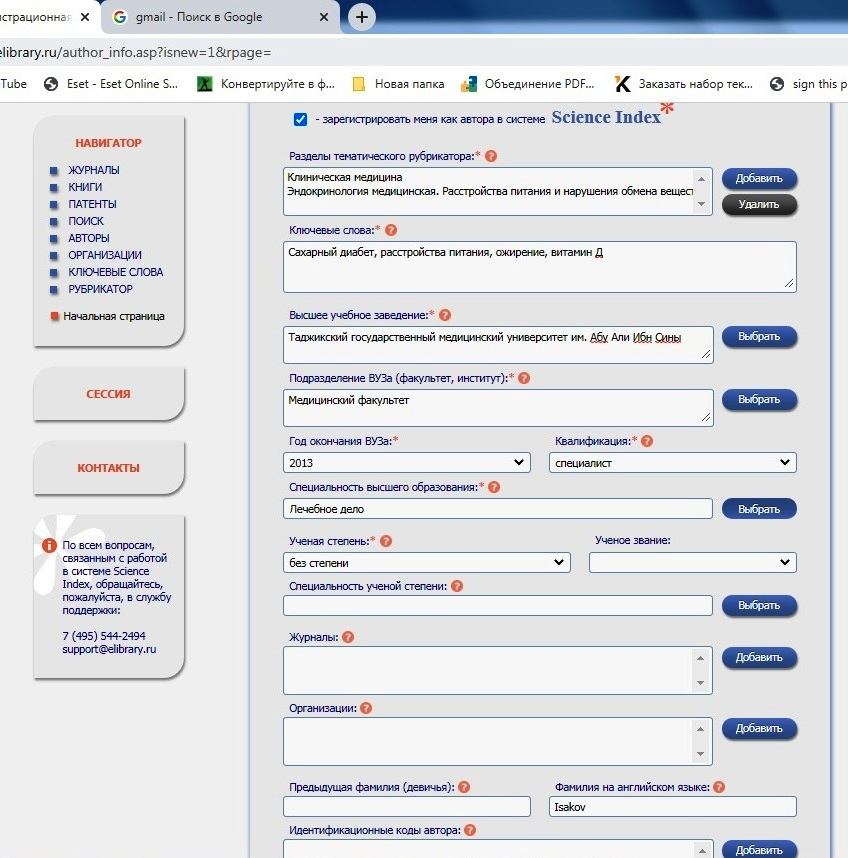 истрационная
gmail - Поиск в Google
elibrary.ru/author_info.asp?isnew=1&rpage=
Tube
Eset - Eset Online S...
Конвертируйте в ф...
Новая папка
Объединение PDF...
Заказать набор тек...
sign this p
НАВИГАТОР
ЖУРНАЛЫ
КНИГИ
ПАТЕНТЫ
ПОИСК
АВТОРЫ
ОРГАНИЗАЦИИ
КЛЮЧЕВЫЕ СЛОВА
РУБРИКАТОР
Начальная страница
СЕССИЯ
КОНТАКТЫ
По всем вопросам,
связанным с работой
в системе Science
Index, обращайтесь,
пожалуйста, в службу
поддержки:
7 (495) 544-2494
support@elibrary.ru
- зарегистрировать меня как автора в системе Science Index*
Разделы тематического рубрикатора:* ?
Клиническая медицина
Эндокринология медицинская. Расстройства питания и нарушения обмена вещест
Добавить
Удалить
Ключевые слова:* ?
Сахарный диабет, расстройства питания, ожирение, витамин Д
Высшее учебное заведение:* ?
Таджикский государственный медицинский университет им. Абу Али Ибн Сины
Выбрать
Подразделение ВУЗа (факультет, институт):* ?
Медицинский факультет
Выбрать
Год окончания ВУЗа:*
Квалификация:* ?
2013
специалист
Специальность высшего образования:* ?
Лечебное дело
Выбрать
Ученая степень:* ?
Ученое звание:
без степени
Специальность ученой степени: ?
Выбрать
Журналы: ?
Добавить
Организации: ?
Добавить
Предыдущая фамилия (девичья): ?
Фамилия на английском языке: ?
Isakov
Идентификационные коды автора: ?
Добавить